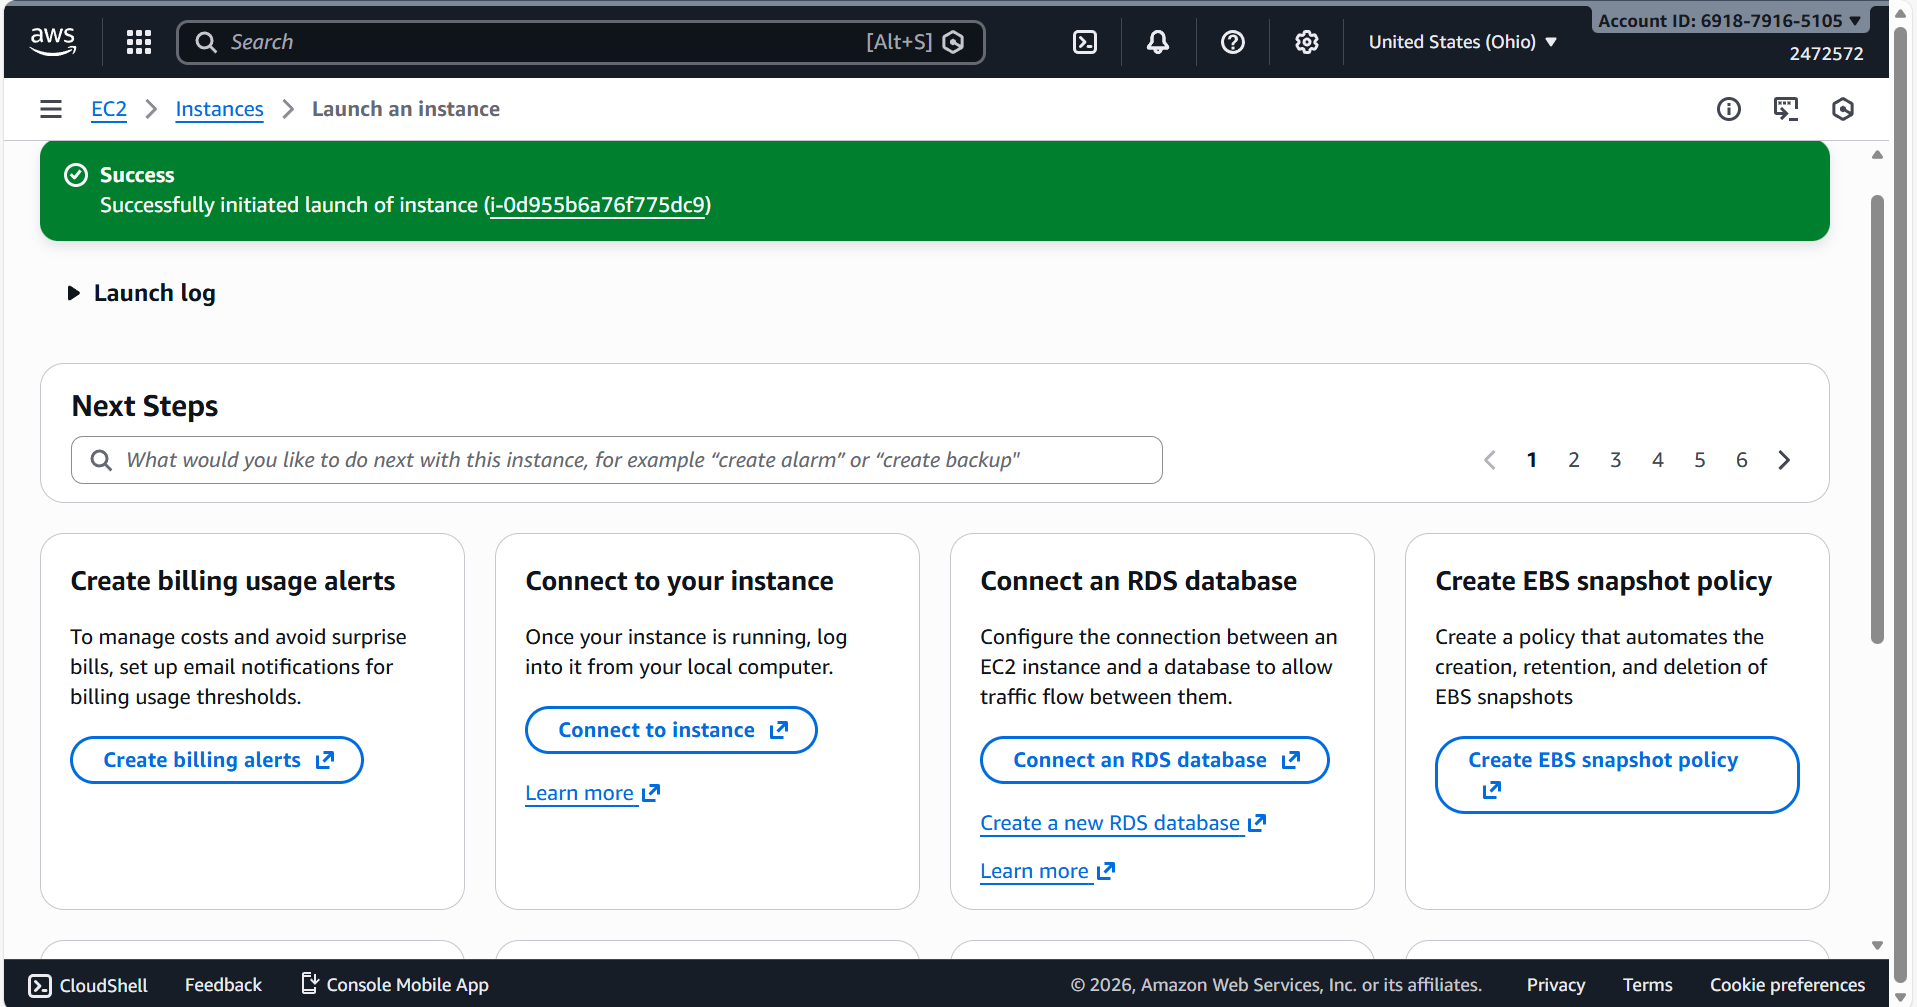 aws
Search
[Alt+S]
United States (Ohio)
Account ID: 6918-7916-5105
2472572
EC2
Instances
Launch an instance
Success
Successfully initiated launch of instance (i-0d955b6a76f775dc9)
Launch log
Next Steps
What would you like to do next with this instance, for example “create alarm” or “create backup"
1 2 3 4 5 6
Create billing usage alerts
To manage costs and avoid surprise
bills, set up email notifications for
billing usage thresholds.
Create billing alerts
Connect to your instance
Once your instance is running, log
into it from your local computer.
Connect to instance
Learn more
Connect an RDS database
Configure the connection between an
EC2 instance and a database to allow
traffic flow between them.
Connect an RDS database
Create a new RDS database
Learn more
Create EBS snapshot policy
Create a policy that automates the
creation, retention, and deletion of
EBS snapshots
Create EBS snapshot policy
CloudShell
Feedback
Console Mobile App
© 2026, Amazon Web Services, Inc. or its affiliates.
Privacy
Terms
Cookie preferences